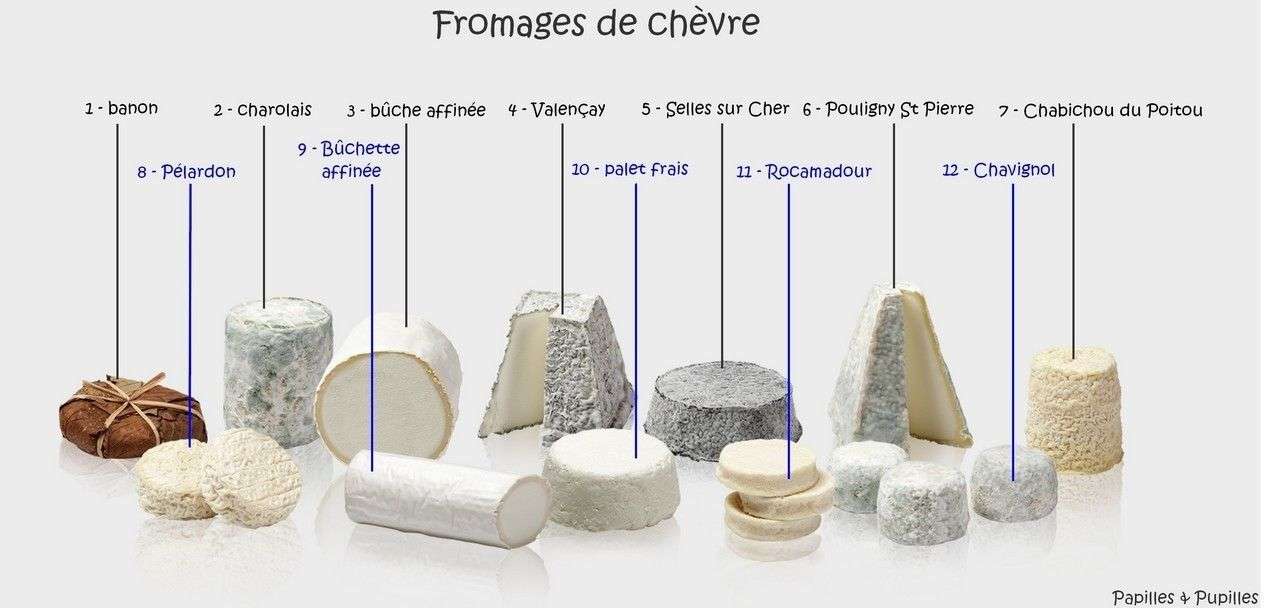 Fromages de chèvre
1 - banon
2 - charolais
3 - bûche affinée
4 - Valençay
5 - Selles sur Cher
6 - Pouligny St Pierre
7 - Chabichou du Poitou
8 - Pélardon
9 - Bûchette
affinée
10 - palet frais
11 - Rocamadour
12 - Chavignol
Papilles & Pupilles